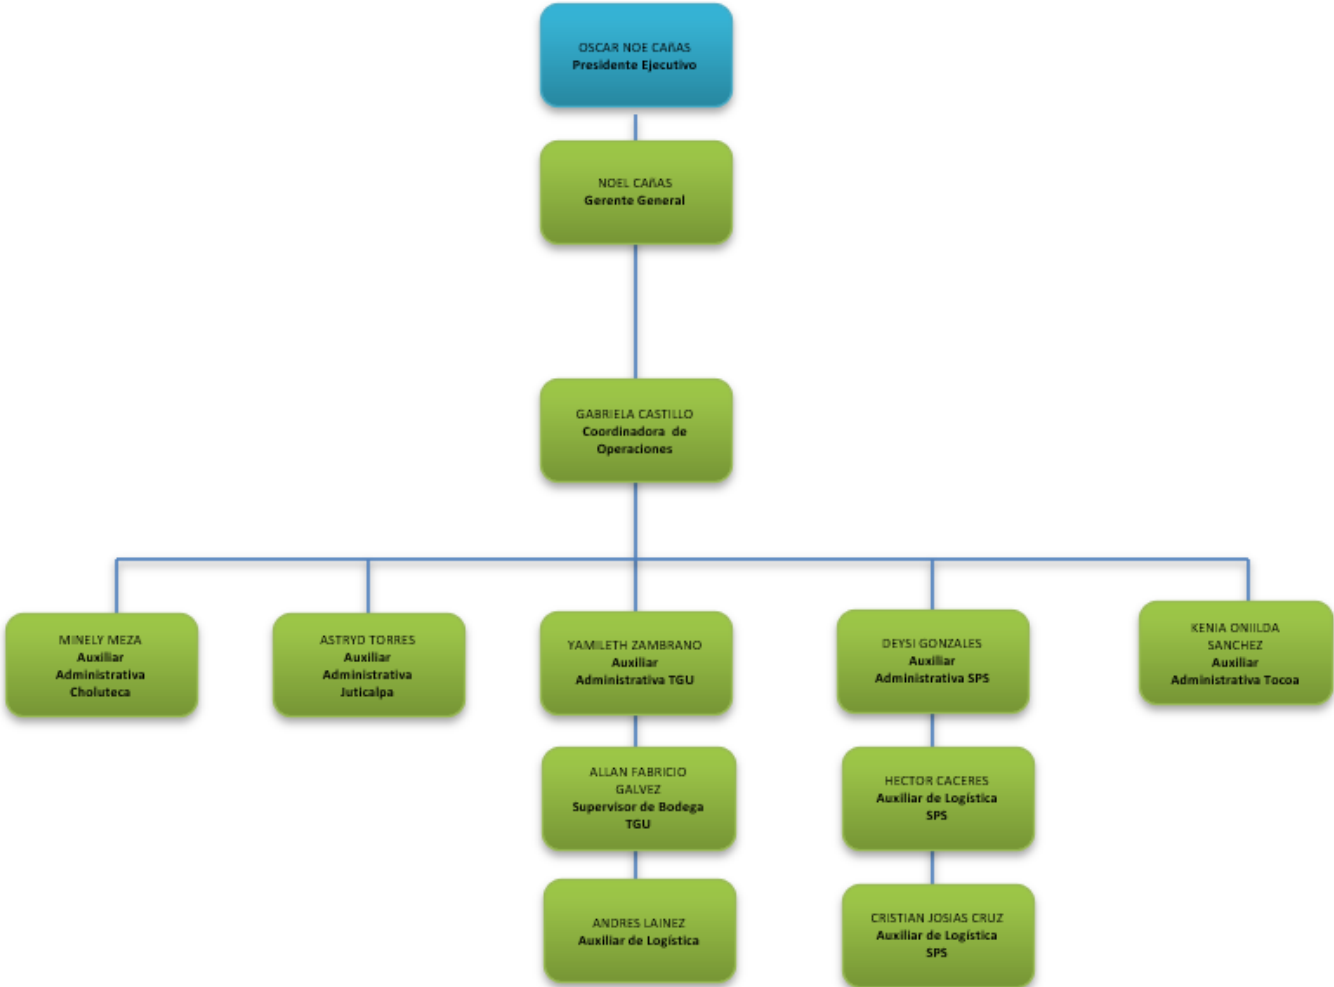 OSCAR NOE CAÑAS
Presidente Ejecutivo
NOEL CAÑAS
Gerente General
GABRIELA CASTILLO
Coordinadora de
Operaciones
MINELY MEZA
Auxiliar
Administrativa
Choluteca
ASTRYD TORRES
Auxiliar
Administrativa
Juticalpa
YAMILETH ZAMBRANO
Auxiliar
Administrativa TGU
DEYSI GONZALES
Auxiliar
Administrativa SPS
KENIA ONIILDA
SANCHEZ
Auxiliar
Administrativa Tocoa
ALLAN FABRICIO
GALVEZ
Supervisor de Bodega
TGU
HECTOR CACERES
Auxiliar de Logística
SPS
ANDRES LAINEZ
Auxiliar de Logística
CRISTIAN JOSIAS CRUZ
Auxiliar de Logística
SPS